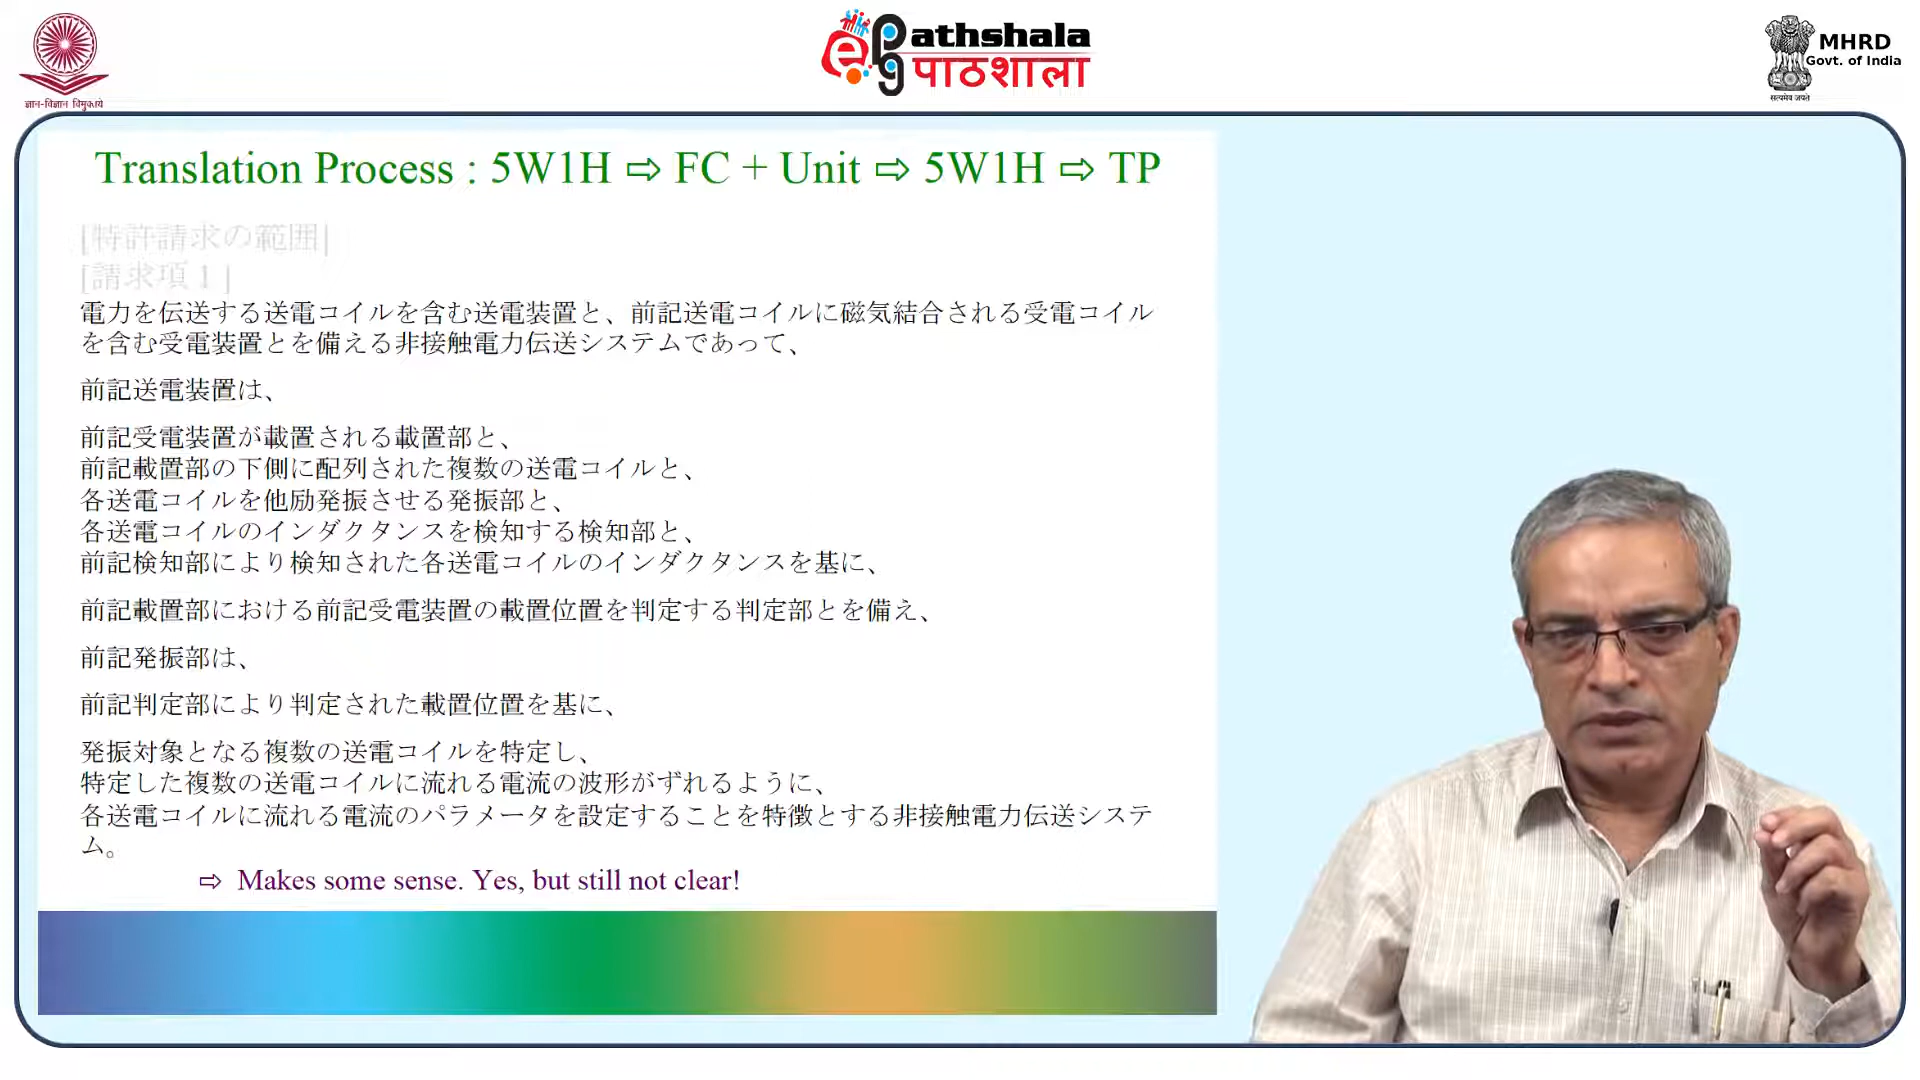 ज्ञान-विज्ञान विमुक्तये
ePathshala
पाठशाला
MHRD
Govt. of India
सत्यमेव जयते
Translation Process : 5W1H ⇨ FC + Unit ⇨ 5W1H ⇨ TP
[特許請求の範囲]
[請求項１]
電力を伝送する送電コイルを含む送電装置と、前記送電コイルに磁気結合される受電コイル
を含む受電装置とを備える非接触電力伝送システムであって、
前記送電装置は、
前記受電装置が載置される載置部と、
前記載置部の下側に配列された複数の送電コイルと、
各送電コイルを他励発振させる発振部と、
各送電コイルのインダクタンスを検知する検知部と、
前記検知部により検知された各送電コイルのインダクタンスを基に、
前記載置部における前記受電装置の載置位置を判定する判定部とを備え、
前記発振部は、
前記判定部により判定された載置位置を基に、
発振対象となる複数の送電コイルを特定し、
特定した複数の送電コイルに流れる電流の波形がずれるように、
各送電コイルに流れる電流のパラメータを設定することを特徴とする非接触電力伝送システ
ム。
⇨ Makes some sense. Yes, but still not clear!